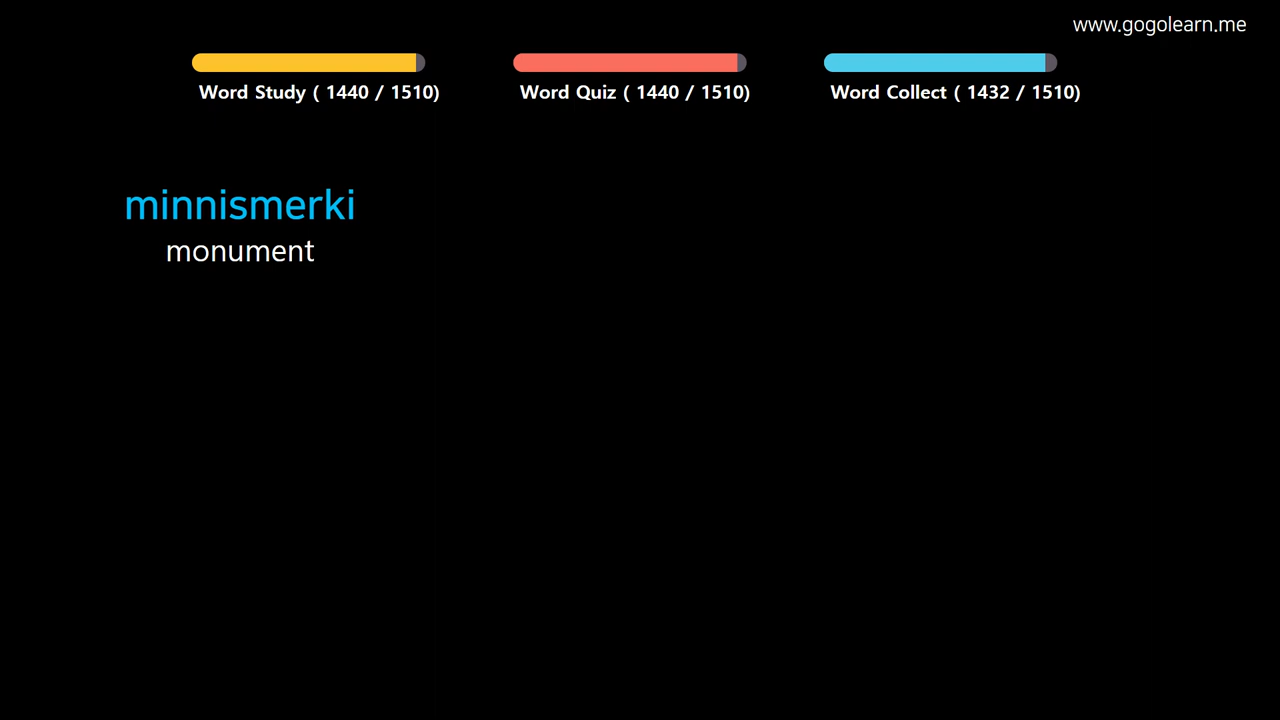 www.gogolearn.me
Word Study ( 1440 / 1510)
Word Quiz ( 1440 / 1510)
Word Collect ( 1432 / 1510)
minnismerki
monument